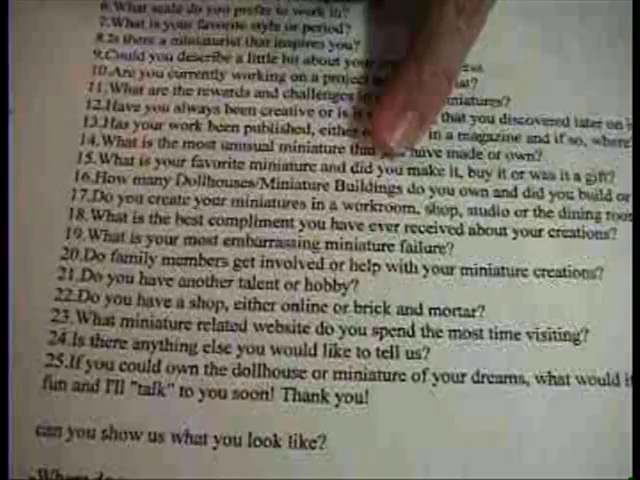 6.What scale do you prefer to work in?
7.What is your favorite style or period?
8.Is there a miniaturist that inspires you?
9.Could you describe a little bit about your
10.Are you currently working on a project
11.What are the rewards and challenges in miniatures?
12.Have you always been creative or is it that you discovered later on
13.Has your work been published, either in a magazine and if so, where?
14.What is the most unusual miniature that you have made or own?
15.What is your favorite miniature and did you make it, buy it or was it a gift?
16.How many Dollhouses/Miniature Buildings do you own and did you build or
17.Do you create your miniatures in a workroom, shop, studio or the dining room
18.What is the best compliment you have ever received about your creations?
19.What is your most embarrassing miniature failure?
20.Do family members get involved or help with your miniature creations?
21.Do you have another talent or hobby?
22.Do you have a shop, either online or brick and mortar?
23.What miniature related website do you spend the most time visiting?
24.Is there anything else you would like to tell us?
25.If you could own the dollhouse or miniature of your dreams, what would it
fun and I'll "talk" to you soon! Thank you!
can you show us what you look like?